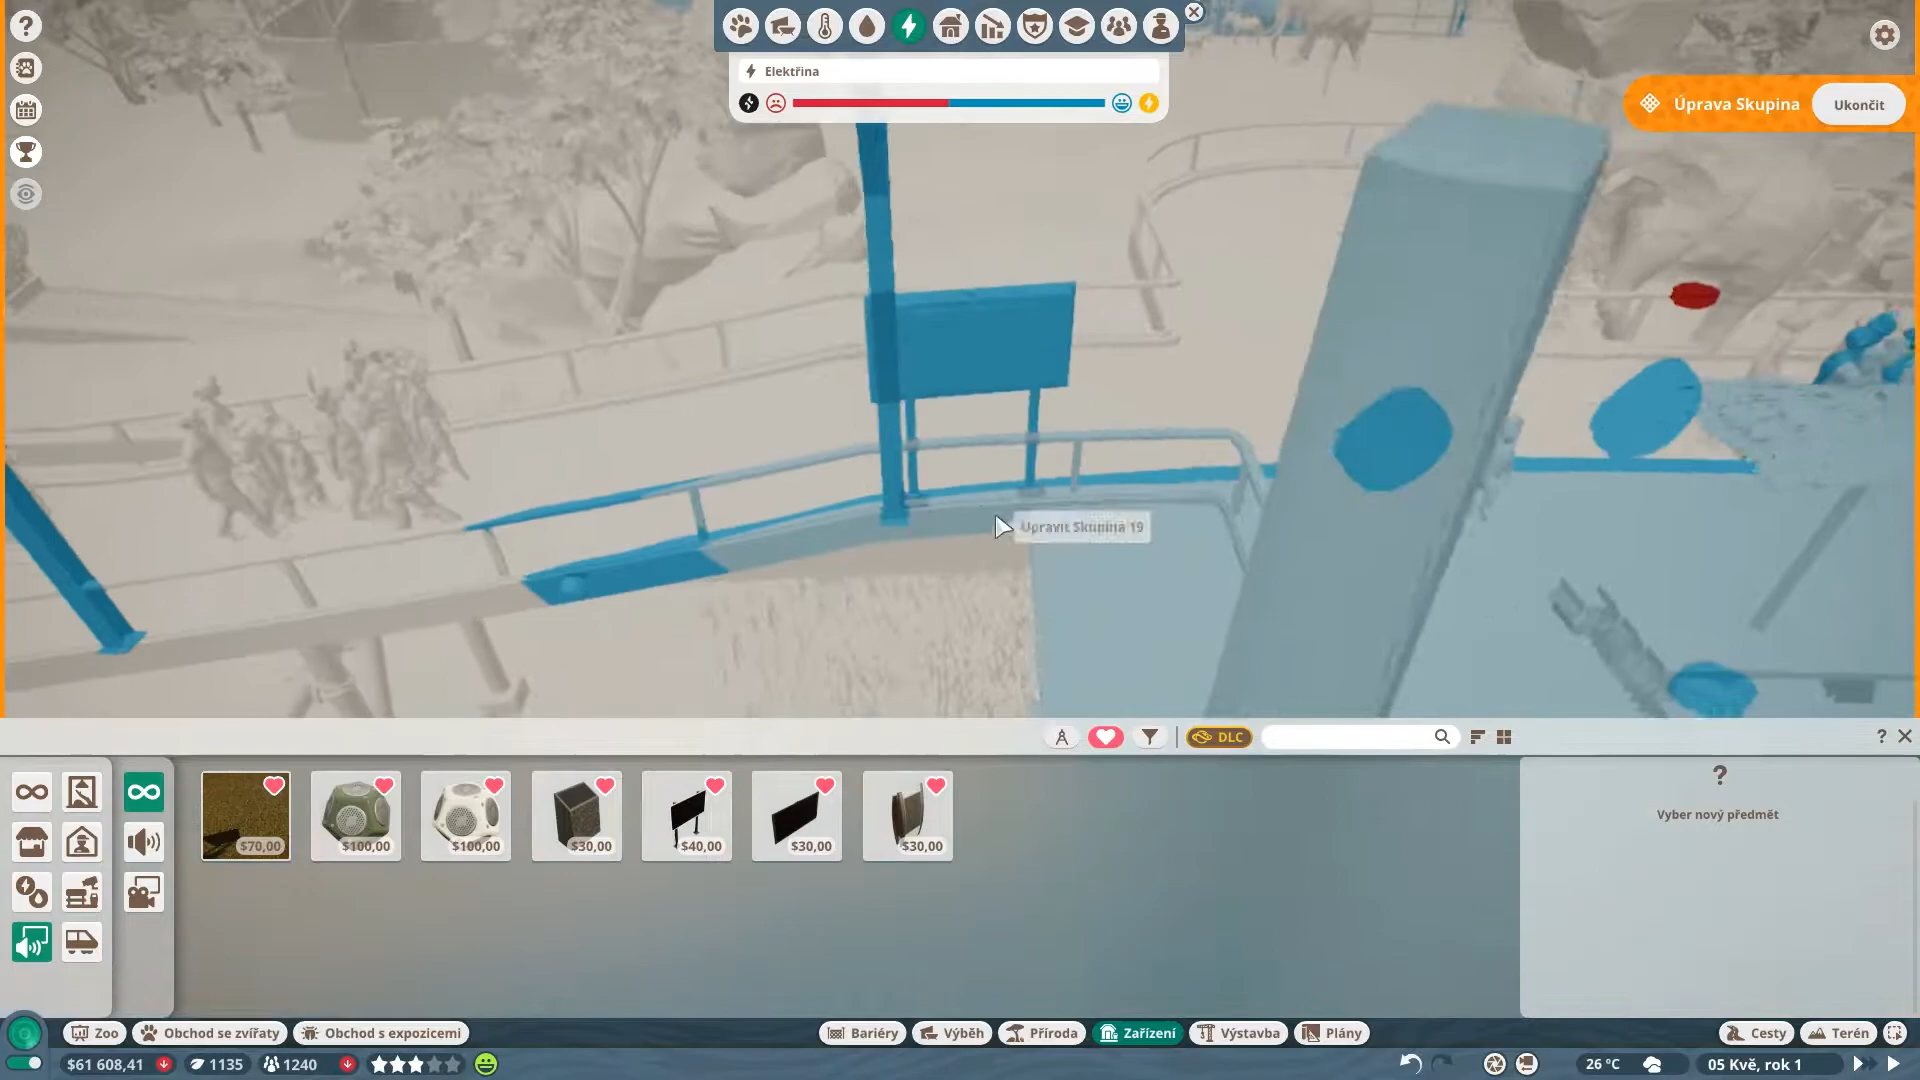 Elektřina
Úprava Skupina
Ukončit
Upravit Skupina 19
DLC
$70,00
$100,00
$100,00
$30,00
$40,00
$30,00
$30,00
?
Vyber nový předmět
Zoo
Obchod se zvířaty
Obchod s expozicemi
Bariéry
Výběh
Příroda
Zařízení
Výstavba
Plány
Cesty
Terén
$61 608,41
1135
1240
26 °C
05 Kvě, rok 1